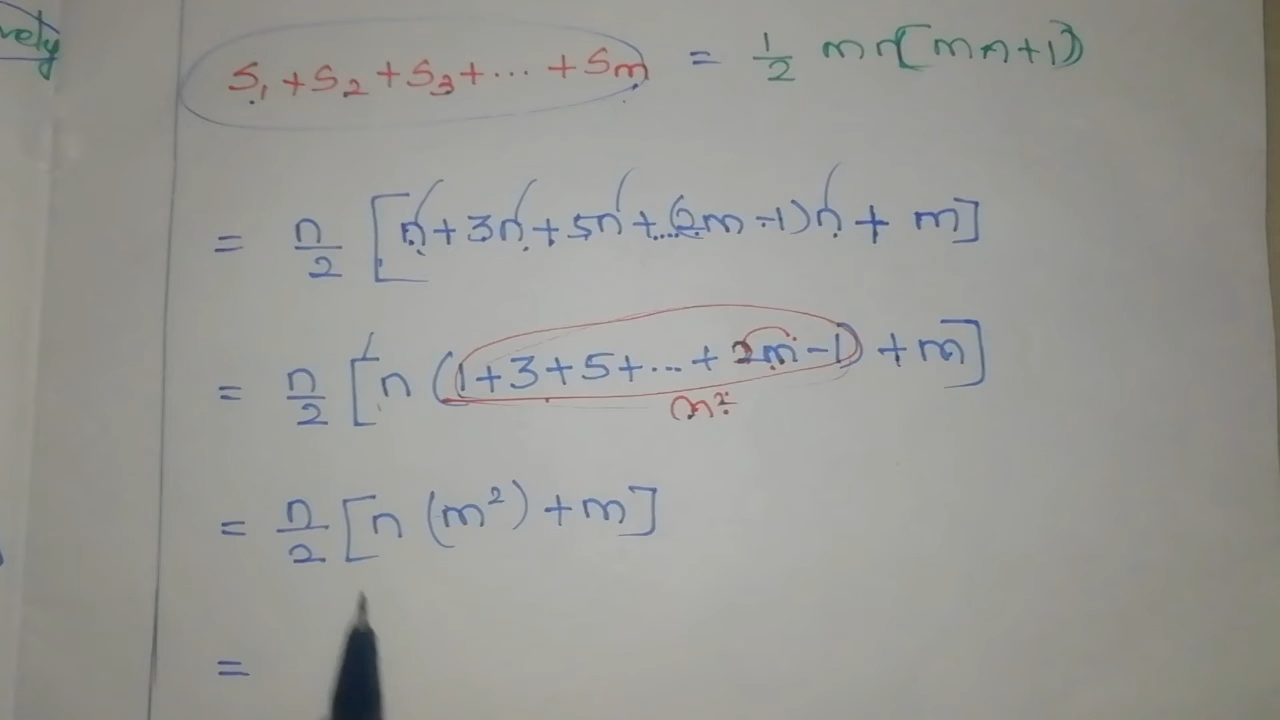 vely
S₁ + S₂ + S₃ + ... + Sₘ = 1/2 mn[mn+1]
= n/2 [n + 3n + 5n + ... (2m-1)n + m]
= n/2 [n (1+3+5+...+ 2m-1) + m]
m²
= n/2 [n (m²) + m]
=